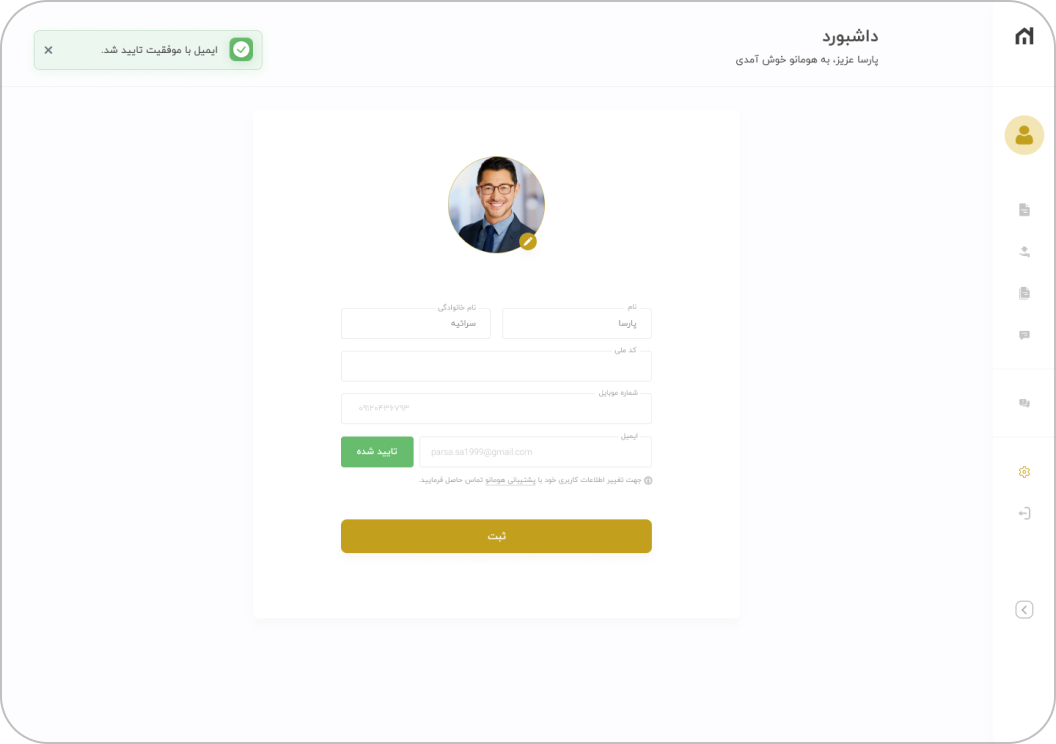 داشبورد
پارسا عزیز، به هومانو خوش آمدی
ایمیل با موفقیت تایید شد.
نام
پارسا
نام خانوادگی
سراتیه
کد ملی
شماره موبایل
ایمیل
parsa.sa1999@gmail.com
تایید شده
جهت تغییر اطلاعات کاربری خود با پشتیبانی هومانو تماس حاصل فرمایید.
ثبت